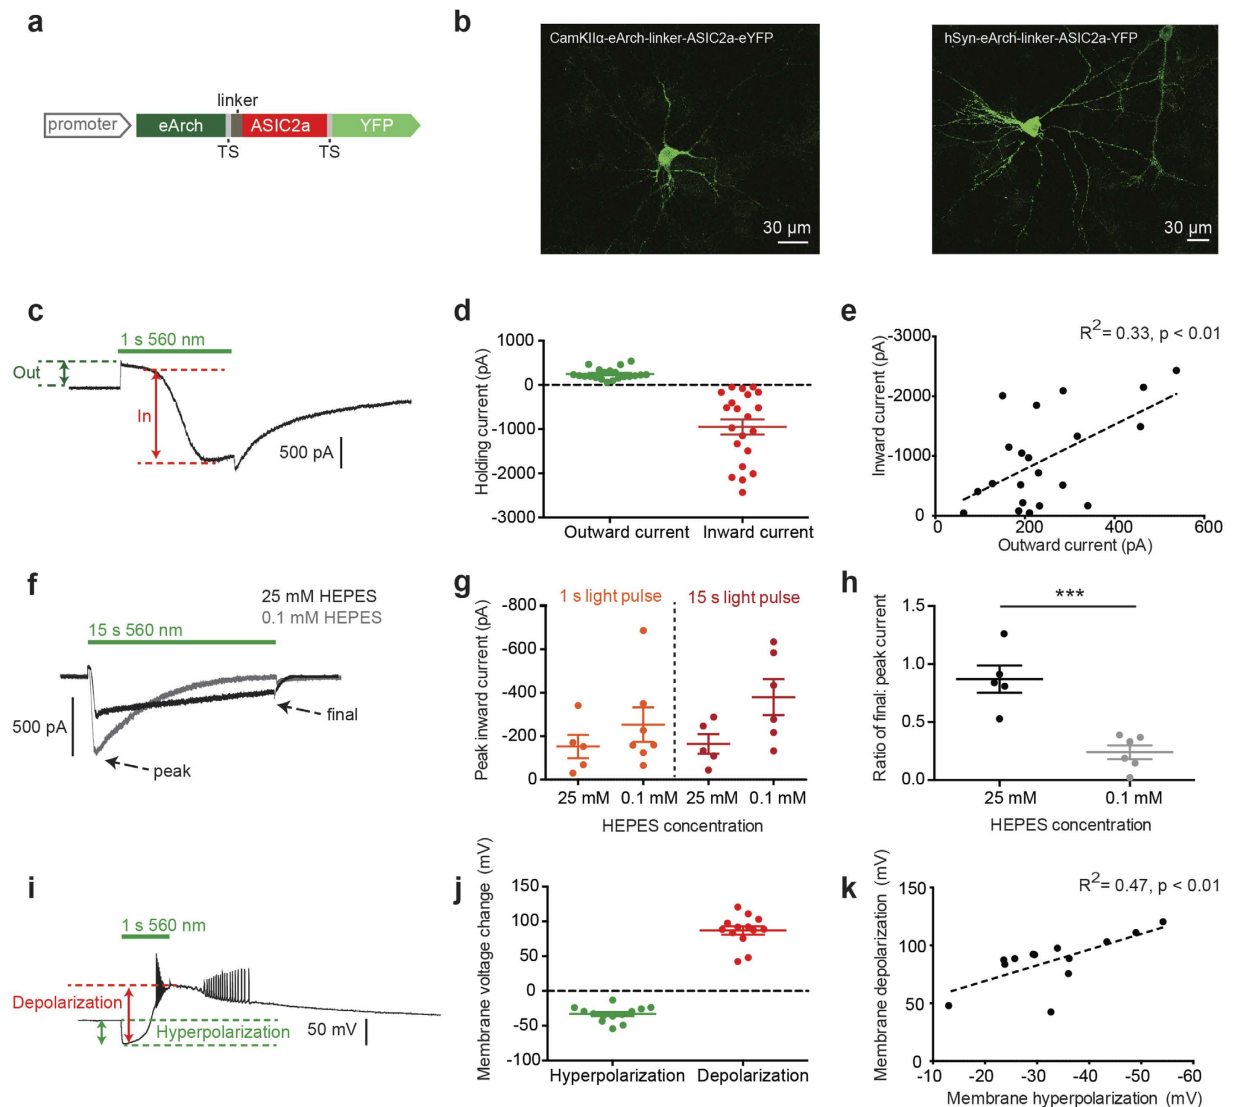 a
promoter
eArch
linker
ASIC2a
YFP
TS
TS
b
CamKIIα-eArch-linker-ASIC2a-eYFP
30 µm
hSyn-eArch-linker-ASIC2a-YFP
30 µm
c
1 s 560 nm
Out
In
500 pA
d
Holding current (pA)
1000
0
-1000
-2000
-3000
Outward current
Inward current
e
R2= 0.33, p < 0.01
Inward current (pA)
-3000
-2000
-1000
0
0
200
400
600
Outward current (pA)
f
25 mM HEPES
0.1 mM HEPES
15 s 560 nm
500 pA
final
peak
g
Peak inward current (pA)
-800
-600
-400
-200
0
1 s light pulse
15 s light pulse
25 mM
0.1 mM
25 mM
0.1 mM
HEPES concentration
h
Ratio of final: peak current
1.5
1.0
0.5
0.0
***
25 mM
0.1 mM
HEPES concentration
i
1 s 560 nm
Depolarization
Hyperpolarization
50 mV
j
Membrane voltage change (mV)
150
100
50
0
-50
-100
Hyperpolarization
Depolarization
k
R2= 0.47, p < 0.01
Membrane depolarization (mV)
150
100
50
0
-10
-20
-30
-40
-50
-60
Membrane hyperpolarization (mV)